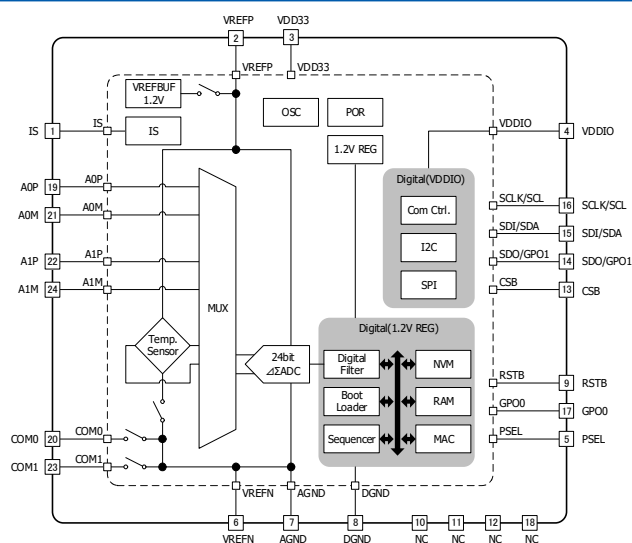 VREFP VDD33
2 3
VREFP VDD33
VREFBUF
1.2V
OSC POR
IS 1 IS IS
VDDIO 4 VDDIO
1.2V REG
A0P 19 A0P
A0M 21 A0M
A1P 22 A1P
A1M 24 A1M
Digital(VDDIO)
Com Ctrl.
I2C
SPI
SCLK/SCL 16 SCLK/SCL
SDI/SDA 15 SDI/SDA
SDO/GPO1 14 SDO/GPO1
CSB 13 CSB
MUX
Temp.
Sensor
24bit
⊿ΣADC
Digital(1.2V REG)
Digital
Filter
NVM
Boot
Loader
RAM
Sequencer
MAC
RSTB 9 RSTB
GPO0 17 GPO0
PSEL 5 PSEL
COM0 20 COM0
COM1 23 COM1
VREFN AGND DGND
6 7 8 10 11 12 18
VREFN AGND DGND NC NC NC NC